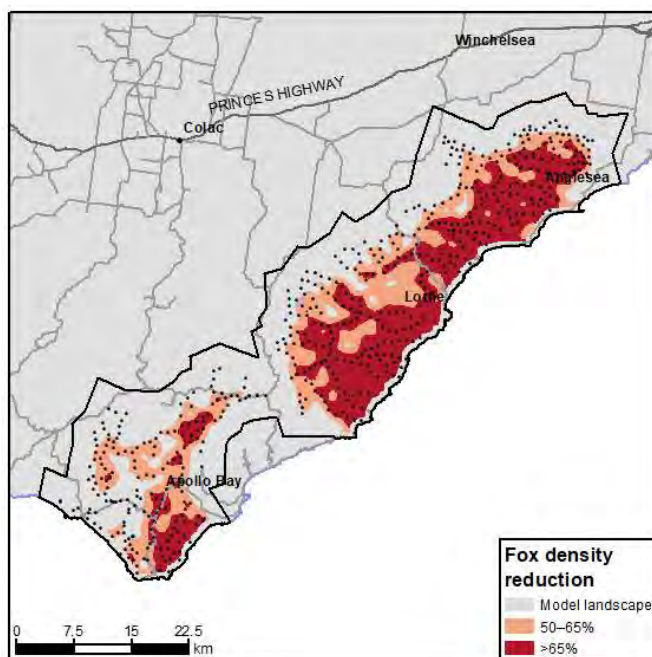 Winchelsea
PRINCES HIGHWAY
Colac
Anglesea
Lorne
Apollo Bay
Fox density
reduction
Model landscape
50–65%
>65%
0 7.5 15 22.5
km